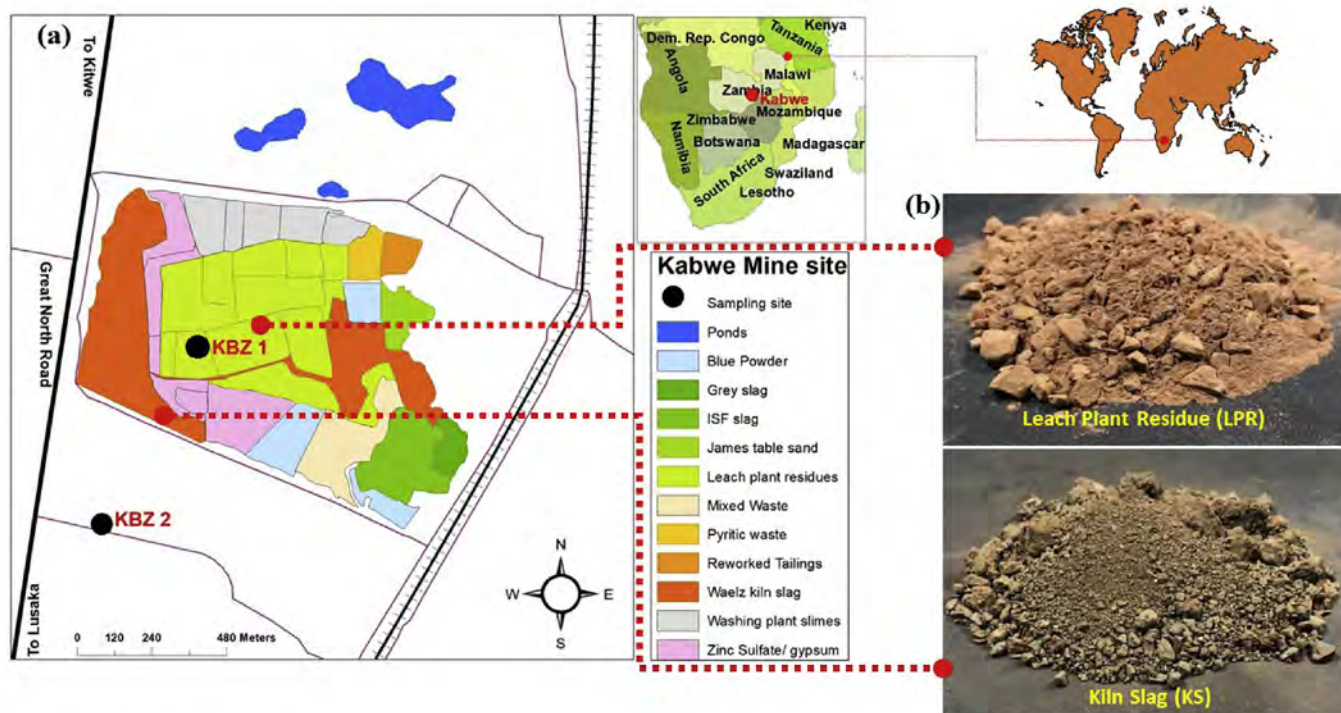 (a)
To Kitwe
Great North Road
To Lusaka
KBZ 1
KBZ 2
N
W
E
S
0 120 240 480 Meters
Dem. Rep. Congo
Kenya
Tanzania
Angola
Malawi
Zambia
Kabwe
Mozambique
Zimbabwe
Namibia
Botswana
Madagascar
South Africa
Swaziland
Lesotho
Kabwe Mine site
Sampling site
Ponds
Blue Powder
Grey slag
ISF slag
James table sand
Leach plant residues
Mixed Waste
Pyritic waste
Reworked Tailings
Waelz kiln slag
Washing plant slimes
Zinc Sulfate/ gypsum
(b)
Leach Plant Residue (LPR)
Kiln Slag (KS)